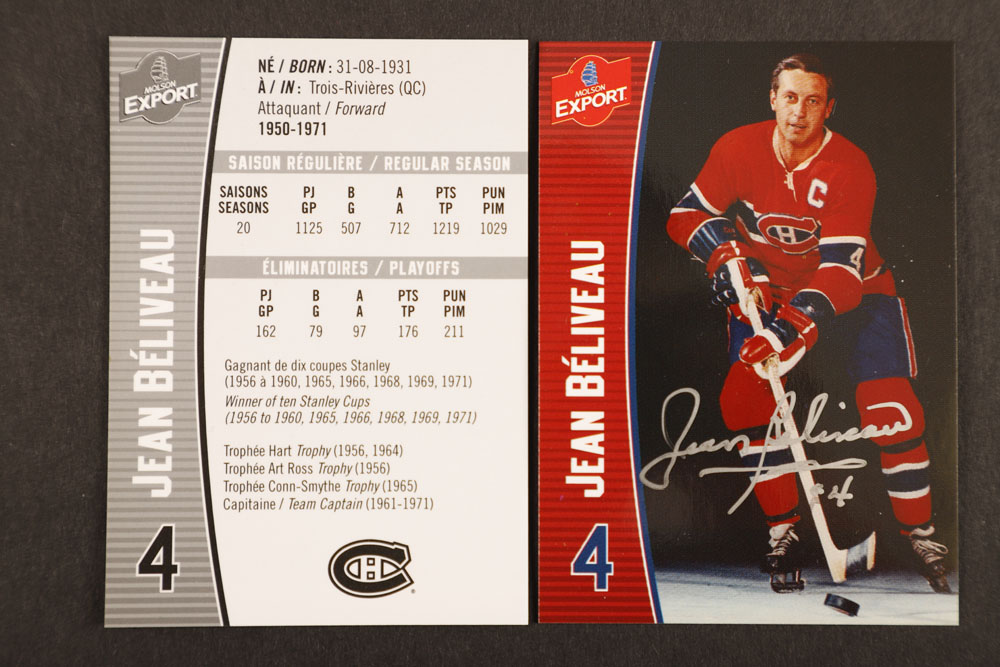 MOLSON
EXPORT
JEAN BÉLIVEAU
4
NÉ / BORN : 31-08-1931
À / IN : Trois-Rivières (QC)
Attaquant / Forward
1950-1971
SAISON RÉGULIÈRE / REGULAR SEASON
SAISONS PJ B A PTS PUN
SEASONS GP G A TP PIM
20 1125 507 712 1219 1029
ÉLIMINATOIRES / PLAYOFFS
PJ B A PTS PUN
GP G A TP PIM
162 79 97 176 211
Gagnant de dix coupes Stanley
(1956 à 1960, 1965, 1966, 1968, 1969, 1971)
Winner of ten Stanley Cups
(1956 to 1960, 1965, 1966, 1968, 1969, 1971)
Trophée Hart Trophy (1956, 1964)
Trophée Art Ross Trophy (1956)
Trophée Conn-Smythe Trophy (1965)
Capitaine / Team Captain (1961-1971)
CH
MOLSON
EXPORT
JEAN BÉLIVEAU
4
C
CH
4
Jean Béliveau
#4